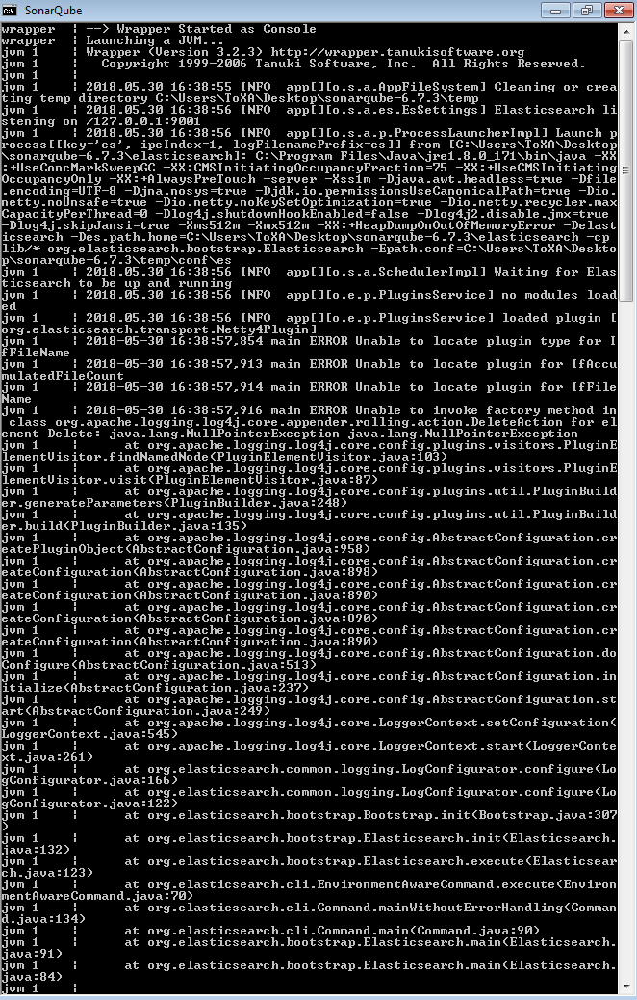 SonarQube
wrapper  | --> Wrapper Started as Console
wrapper  | Launching a JVM...
jvm 1    | Wrapper (Version 3.2.3) http://wrapper.tanukisoftware.org
jvm 1    |   Copyright 1999-2006 Tanuki Software, Inc.  All Rights Reserved.
jvm 1    |
jvm 1    | 2018.05.30 16:38:55 INFO  app[][o.s.a.AppFileSystem] Cleaning or crea
ting temp directory C:\Users\ToXA\Desktop\sonarqube-6.7.3\temp
jvm 1    | 2018.05.30 16:38:56 INFO  app[][o.s.a.es.EsSettings] Elasticsearch li
stening on /127.0.0.1:9001
jvm 1    | 2018.05.30 16:38:56 INFO  app[][o.s.a.p.ProcessLauncherImpl] Launch p
rocess[[key='es', ipcIndex=1, logFilenamePrefix=es]] from [C:\Users\ToXA\Desktop
\sonarqube-6.7.3\elasticsearch]: C:\Program Files\Java\jre1.8.0_171\bin\java -XX
:+UseConcMarkSweepGC -XX:CMSInitiatingOccupancyFraction=75 -XX:+UseCMSInitiating
OccupancyOnly -XX:+AlwaysPreTouch -server -Xss1m -Djava.awt.headless=true -Dfile
.encoding=UTF-8 -Djna.nosys=true -Djdk.io.permissionsUseCanonicalPath=true -Dio.
netty.noUnsafe=true -Dio.netty.noKeySetOptimization=true -Dio.netty.recycler.max
CapacityPerThread=0 -Dlog4j.shutdownHookEnabled=false -Dlog4j2.disable.jmx=true
-Dlog4j.skipJansi=true -Xms512m -Xmx512m -XX:+HeapDumpOnOutOfMemoryError -Delast
icsearch -Des.path.home=C:\Users\ToXA\Desktop\sonarqube-6.7.3\elasticsearch -cp
lib/* org.elasticsearch.bootstrap.Elasticsearch -Epath.conf=C:\Users\ToXA\Deskto
p\sonarqube-6.7.3\temp\conf\es
jvm 1    | 2018.05.30 16:38:56 INFO  app[][o.s.a.SchedulerImpl] Waiting for Elas
ticsearch to be up and running
jvm 1    | 2018.05.30 16:38:56 INFO  app[][o.e.p.PluginsService] no modules load
ed
jvm 1    | 2018.05.30 16:38:56 INFO  app[][o.e.p.PluginsService] loaded plugin [
org.elasticsearch.transport.Netty4Plugin]
jvm 1    | 2018-05-30 16:38:57,854 main ERROR Unable to locate plugin type for I
fFileName
jvm 1    | 2018-05-30 16:38:57,913 main ERROR Unable to locate plugin for IfAccu
mulatedFileCount
jvm 1    | 2018-05-30 16:38:57,914 main ERROR Unable to locate plugin for IfFile
Name
jvm 1    | 2018-05-30 16:38:57,916 main ERROR Unable to invoke factory method in
 class org.apache.logging.log4j.core.appender.rolling.action.DeleteAction for el
ement Delete: java.lang.NullPointerException java.lang.NullPointerException
jvm 1    |      at org.apache.logging.log4j.core.config.plugins.visitors.PluginE
lementVisitor.findNamedNode(PluginElementVisitor.java:103)
jvm 1    |      at org.apache.logging.log4j.core.config.plugins.visitors.PluginE
lementVisitor.visit(PluginElementVisitor.java:87)
jvm 1    |      at org.apache.logging.log4j.core.config.plugins.util.PluginBuild
er.generateParameters(PluginBuilder.java:248)
jvm 1    |      at org.apache.logging.log4j.core.config.plugins.util.PluginBuild
er.build(PluginBuilder.java:135)
jvm 1    |      at org.apache.logging.log4j.core.config.AbstractConfiguration.cr
eatePluginObject(AbstractConfiguration.java:958)
jvm 1    |      at org.apache.logging.log4j.core.config.AbstractConfiguration.cr
eateConfiguration(AbstractConfiguration.java:898)
jvm 1    |      at org.apache.logging.log4j.core.config.AbstractConfiguration.cr
eateConfiguration(AbstractConfiguration.java:890)
jvm 1    |      at org.apache.logging.log4j.core.config.AbstractConfiguration.cr
eateConfiguration(AbstractConfiguration.java:890)
jvm 1    |      at org.apache.logging.log4j.core.config.AbstractConfiguration.cr
eateConfiguration(AbstractConfiguration.java:890)
jvm 1    |      at org.apache.logging.log4j.core.config.AbstractConfiguration.do
Configure(AbstractConfiguration.java:513)
jvm 1    |      at org.apache.logging.log4j.core.config.AbstractConfiguration.in
itialize(AbstractConfiguration.java:237)
jvm 1    |      at org.apache.logging.log4j.core.config.AbstractConfiguration.st
art(AbstractConfiguration.java:249)
jvm 1    |      at org.apache.logging.log4j.core.LoggerContext.setConfiguration(
LoggerContext.java:545)
jvm 1    |      at org.apache.logging.log4j.core.LoggerContext.start(LoggerConte
xt.java:261)
jvm 1    |      at org.elasticsearch.common.logging.LogConfigurator.configure(Lo
gConfigurator.java:166)
jvm 1    |      at org.elasticsearch.common.logging.LogConfigurator.configure(Lo
gConfigurator.java:122)
jvm 1    |      at org.elasticsearch.bootstrap.Bootstrap.init(Bootstrap.java:307
)
jvm 1    |      at org.elasticsearch.bootstrap.Elasticsearch.init(Elasticsearch.
java:132)
jvm 1    |      at org.elasticsearch.bootstrap.Elasticsearch.execute(Elasticsear
ch.java:123)
jvm 1    |      at org.elasticsearch.cli.EnvironmentAwareCommand.execute(Environ
mentAwareCommand.java:70)
jvm 1    |      at org.elasticsearch.cli.Command.mainWithoutErrorHandling(Comman
d.java:134)
jvm 1    |      at org.elasticsearch.cli.Command.main(Command.java:90)
jvm 1    |      at org.elasticsearch.bootstrap.Elasticsearch.main(Elasticsearch.
java:91)
jvm 1    |      at org.elasticsearch.bootstrap.Elasticsearch.main(Elasticsearch.
java:84)
jvm 1    |